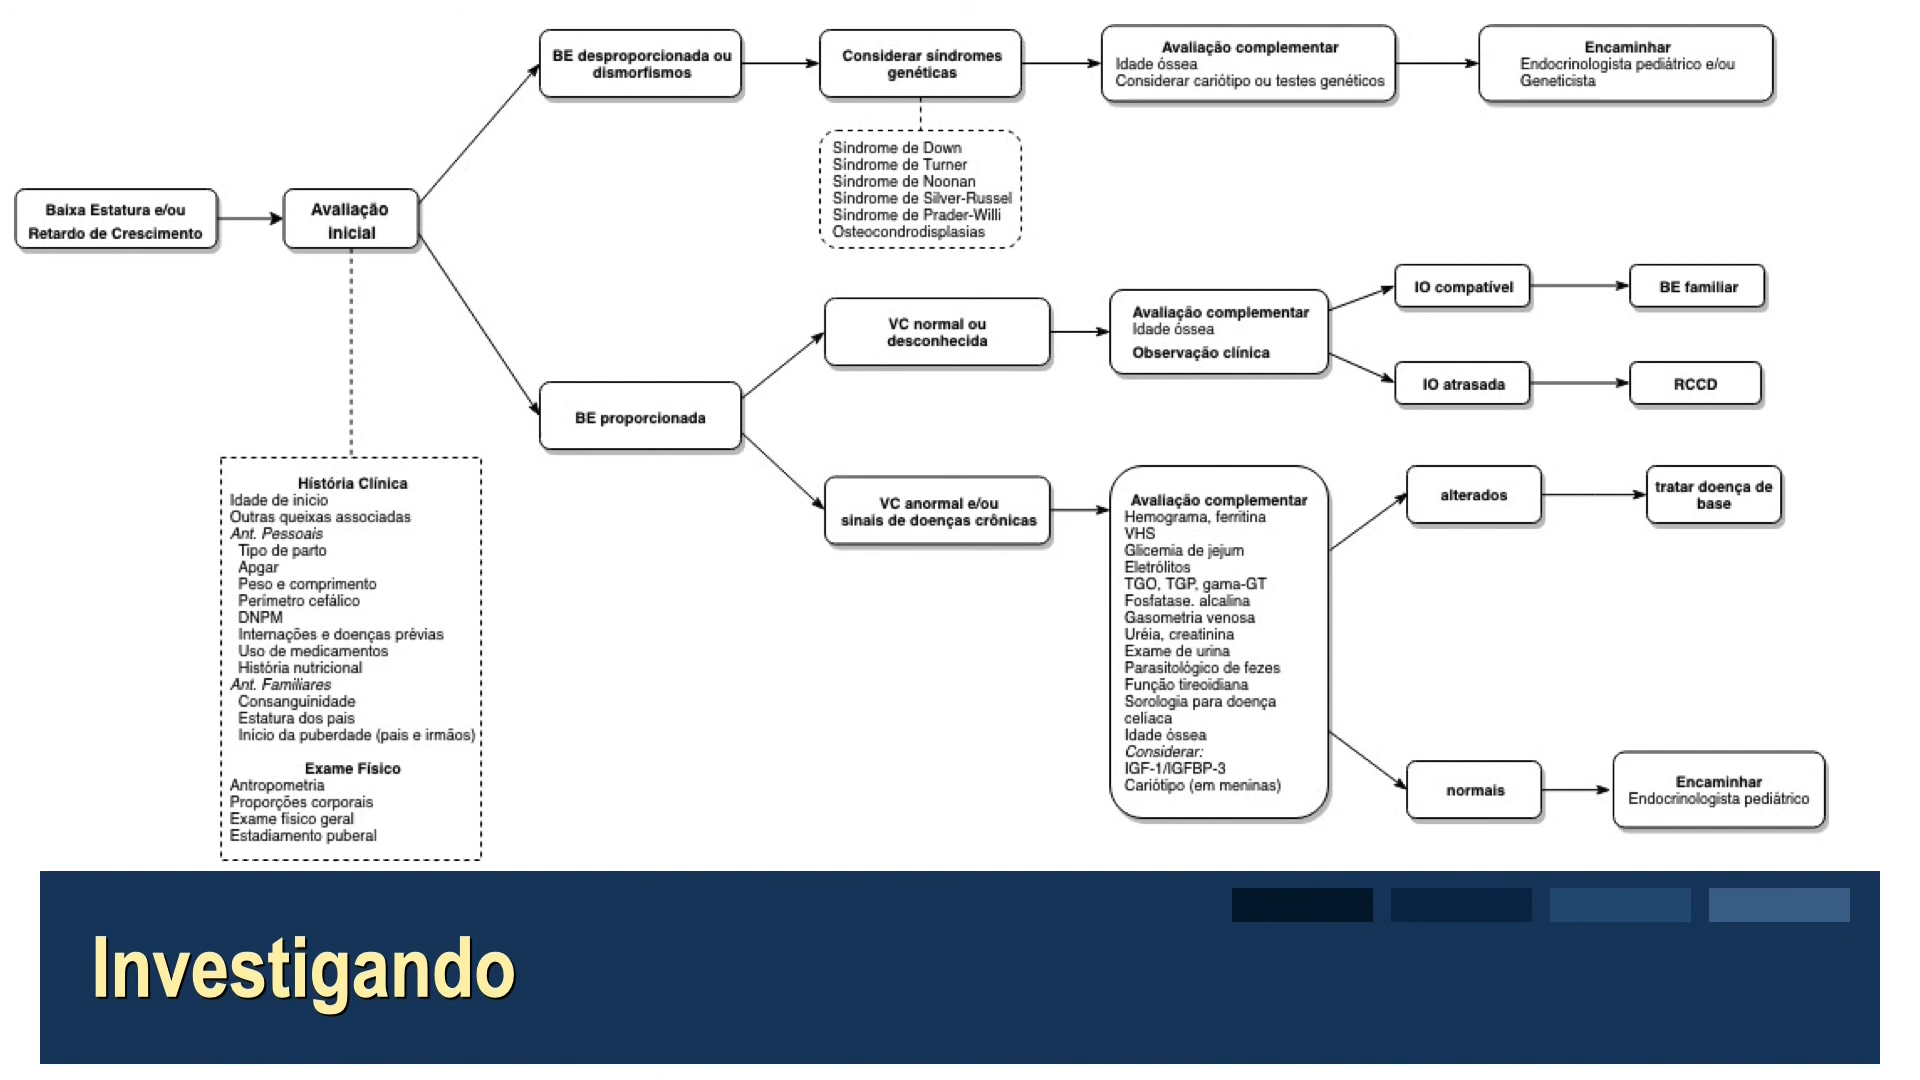 Baixa Estatura e/ou
Retardo de Crescimento
Avaliação
inicial
História Clínica
Idade de início
Outras queixas associadas
Ant. Pessoais
Tipo de parto
Apgar
Peso e comprimento
Perímetro cefálico
DNPM
Internações e doenças prévias
Uso de medicamentos
História nutricional
Ant. Familiares
Consanguinidade
Estatura dos pais
Início da puberdade (pais e irmãos)
Exame Físico
Antropometria
Proporções corporais
Exame físico geral
Estadiamento puberal
BE desproporcionada ou
dismorfismos
Considerar síndromes
genéticas
Síndrome de Down
Síndrome de Turner
Síndrome de Noonan
Síndrome de Silver-Russel
Síndrome de Prader-Willi
Osteocondrodisplasias
Avaliação complementar
Idade óssea
Considerar cariótipo ou testes genéticos
Encaminhar
Endocrinologista pediátrico e/ou
Geneticista
BE proporcionada
VC normal ou
desconhecida
Avaliação complementar
Idade óssea
Observação clínica
IO compatível
BE familiar
IO atrasada
RCCD
VC anormal e/ou
sinais de doenças crônicas
Avaliação complementar
Hemograma, ferritina
VHS
Glicemia de jejum
Eletrólitos
TGO, TGP, gama-GT
Fosfatase. alcalina
Gasometria venosa
Uréia, creatinina
Exame de urina
Parasitológico de fezes
Função tireoidiana
Sorologia para doença
celíaca
Idade óssea
Considerar:
IGF-1/IGFBP-3
Cariótipo (em meninas)
alterados
tratar doença de
base
normais
Encaminhar
Endocrinologista pediátrico
Investigando